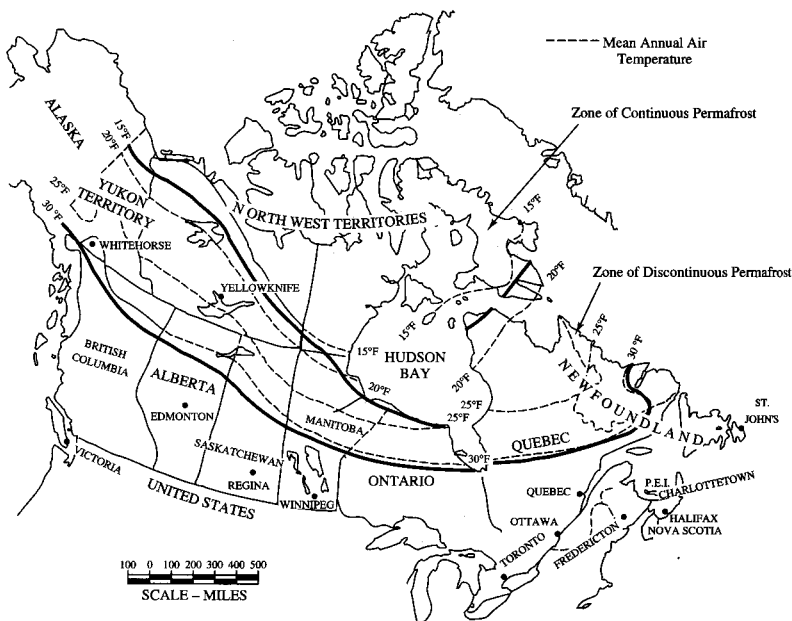 Mean Annual Air
Temperature
Zone of Continuous Permafrost
ALASKA
15°F
20°F
25°F
30 °F
YUKON
TERRITORY
NORTH WEST TERRITORIES
15°F
WHITEHORSE
20°F
Zone of Discontinuous Permafrost
YELLOWKNIFE
15°F
25°F
30 °F
BRITISH
COLUMBIA
15°F
HUDSON
BAY
ALBERTA
20°F
20°F
NEWFOUNDLAND
EDMONTON
MANITOBA
25°F
25°F
ST.
JOHN'S
SASKATCHEWAN
QUEBEC
30°F
VICTORIA
REGINA
ONTARIO
UNITED STATES
WINNIPEG
QUEBEC
P.E.I.
CHARLOTTETOWN
OTTAWA
HALIFAX
NOVA SCOTIA
FREDERICTON
TORONTO
100 0 100 200 300 400 500
SCALE – MILES